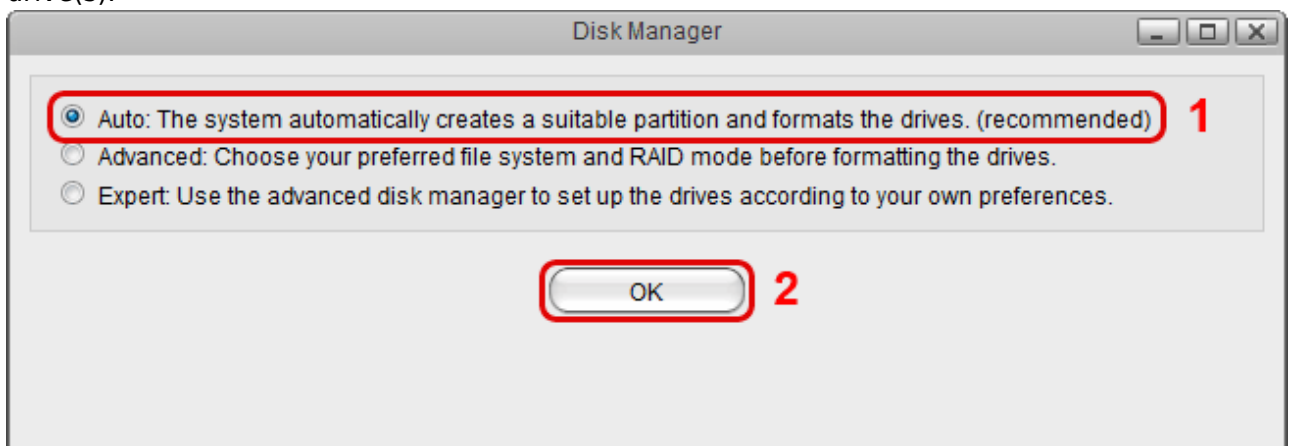 drive(s).
Disk Manager
Auto: The system automatically creates a suitable partition and formats the drives. (recommended) 1
Advanced: Choose your preferred file system and RAID mode before formatting the drives.
Expert: Use the advanced disk manager to set up the drives according to your own preferences.
OK 2